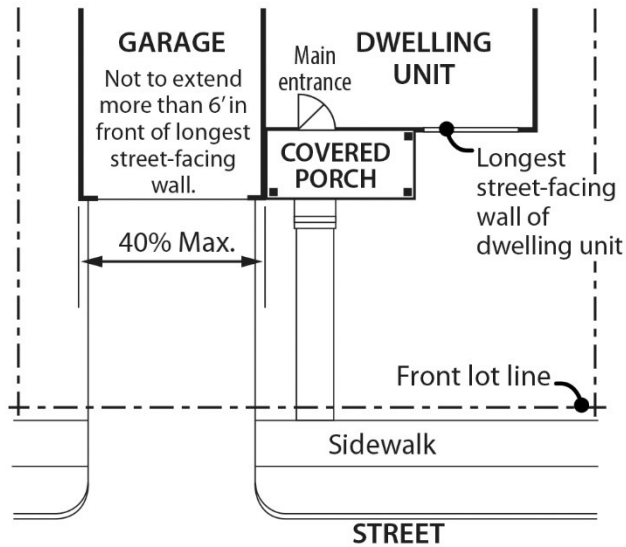 GARAGE
Not to extend
more than 6' in
front of longest
street-facing
wall.
Main
entrance
DWELLING
UNIT
COVERED
PORCH
Longest
street-facing
wall of
dwelling unit
40% Max.
Front lot line
Sidewalk
STREET